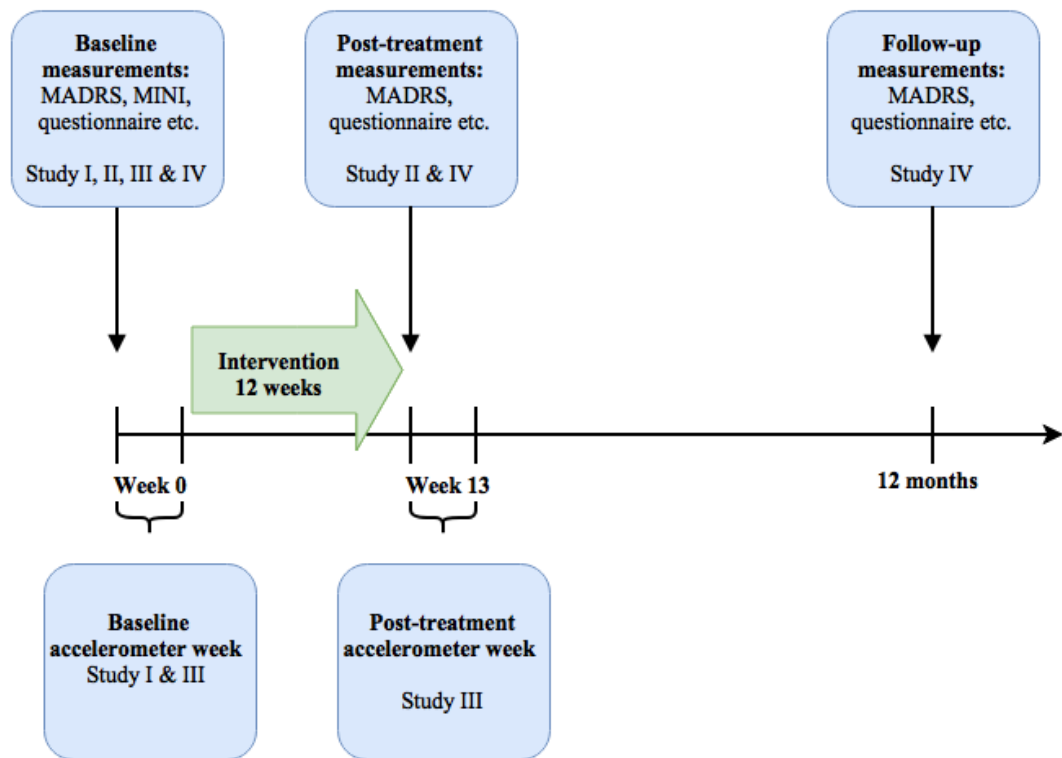 Baseline
measurements:
MADRS, MINI,
questionnaire etc.
Study I, II, III & IV
Post-treatment
measurements:
MADRS,
questionnaire etc.
Study II & IV
Follow-up
measurements:
MADRS,
questionnaire etc.
Study IV
Intervention
12 weeks
Week 0
Week 13
12 months
Baseline
accelerometer week
Study I & III
Post-treatment
accelerometer week
Study III